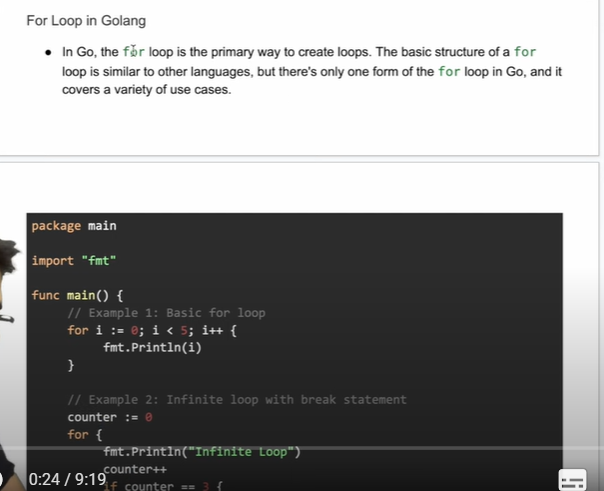 For Loop in Golang
● In Go, the for loop is the primary way to create loops. The basic structure of a for
loop is similar to other languages, but there's only one form of the for loop in Go, and it
covers a variety of use cases.
package main
import "fmt"
func main() {
// Example 1: Basic for loop
for i := 0; i < 5; i++ {
fmt.Println(i)
}
// Example 2: Infinite loop with break statement
counter := 0
for {
fmt.Println("Infinite Loop")
counter++
0:24 / 9:19
if counter == 3 {